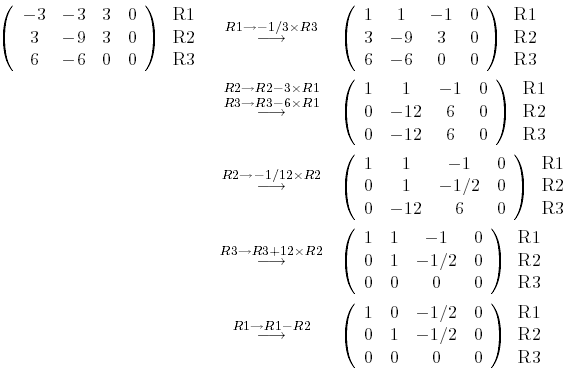 ( -3 -3 3 0 ) R1 R1→-1/3×R3 ( 1 1 -1 0 ) R1
( 3 -9 3 0 ) R2 ⟶ ( 3 -9 3 0 ) R2
( 6 -6 0 0 ) R3 ( 6 -6 0 0 ) R3
R2→R2-3×R1 ( 1 1 -1 0 ) R1
R3→R3-6×R1 ⟶ ( 0 -12 6 0 ) R2
( 0 -12 6 0 ) R3
R2→-1/12×R2 ( 1 1 -1 0 ) R1
⟶ ( 0 1 -1/2 0 ) R2
( 0 -12 6 0 ) R3
R3→R3+12×R2 ( 1 1 -1 0 ) R1
⟶ ( 0 1 -1/2 0 ) R2
( 0 0 0 0 ) R3
R1→R1-R2 ( 1 0 -1/2 0 ) R1
⟶ ( 0 1 -1/2 0 ) R2
( 0 0 0 0 ) R3